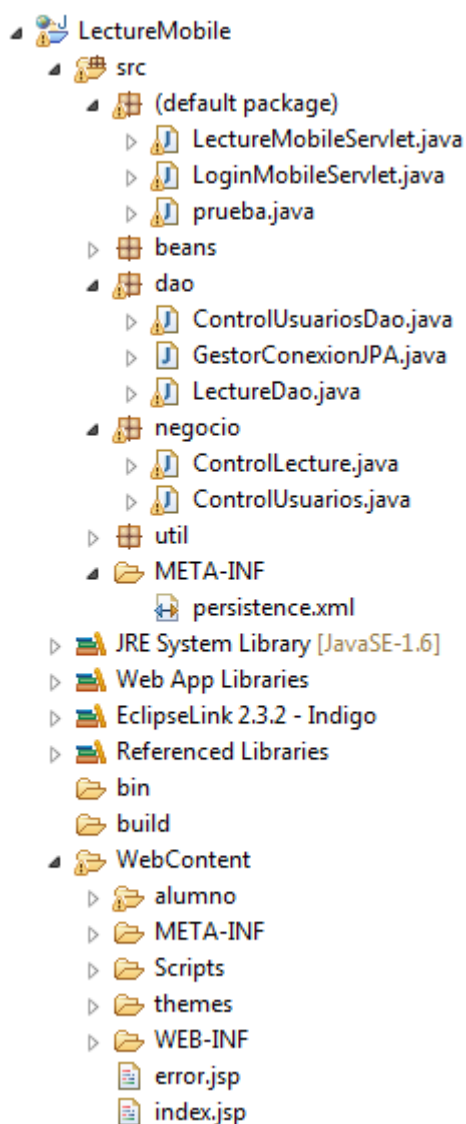 LectureMobile
src
(default package)
LectureMobileServlet.java
LoginMobileServlet.java
prueba.java
beans
dao
ControlUsuariosDao.java
GestorConexionJPA.java
LectureDao.java
negocio
ControlLecture.java
ControlUsuarios.java
util
META-INF
persistence.xml
JRE System Library [JavaSE-1.6]
Web App Libraries
EclipseLink 2.3.2 - Indigo
Referenced Libraries
bin
build
WebContent
alumno
META-INF
Scripts
themes
WEB-INF
error.jsp
index.jsp